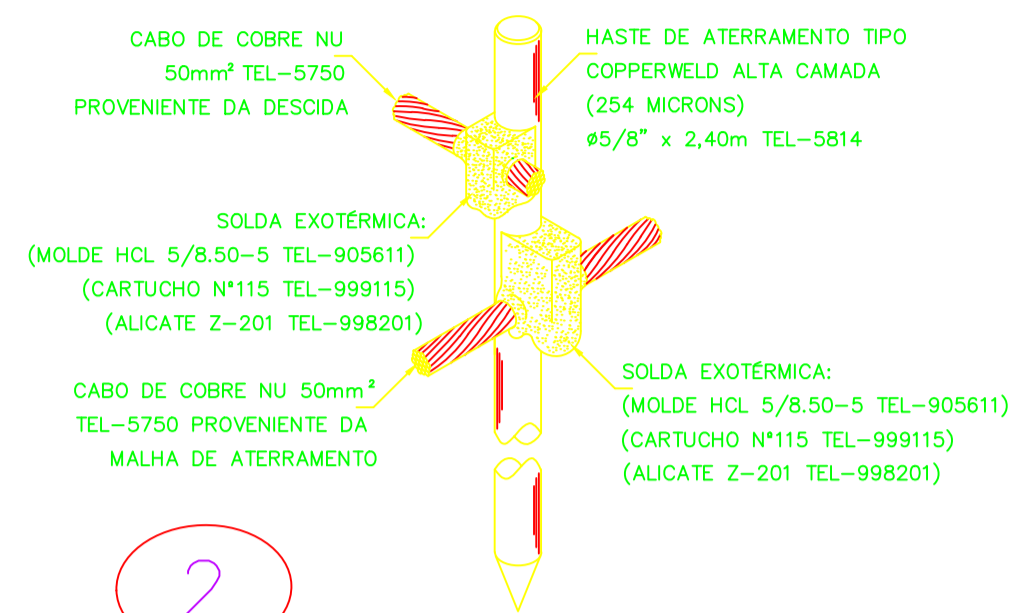 CABO DE COBRE NU
50mm² TEL-5750
PROVENIENTE DA DESCIDA
HASTE DE ATERRAMENTO TIPO
COPPERWELD ALTA CAMADA
(254 MICRONS)
ø5/8" x 2,40m TEL-5814
SOLDA EXOTÉRMICA:
(MOLDE HCL 5/8.50-5 TEL-905611)
(CARTUCHO N°115 TEL-999115)
(ALICATE Z-201 TEL-998201)
CABO DE COBRE NU 50mm²
TEL-5750 PROVENIENTE DA
MALHA DE ATERRAMENTO
SOLDA EXOTÉRMICA:
(MOLDE HCL 5/8.50-5 TEL-905611)
(CARTUCHO N°115 TEL-999115)
(ALICATE Z-201 TEL-998201)
2